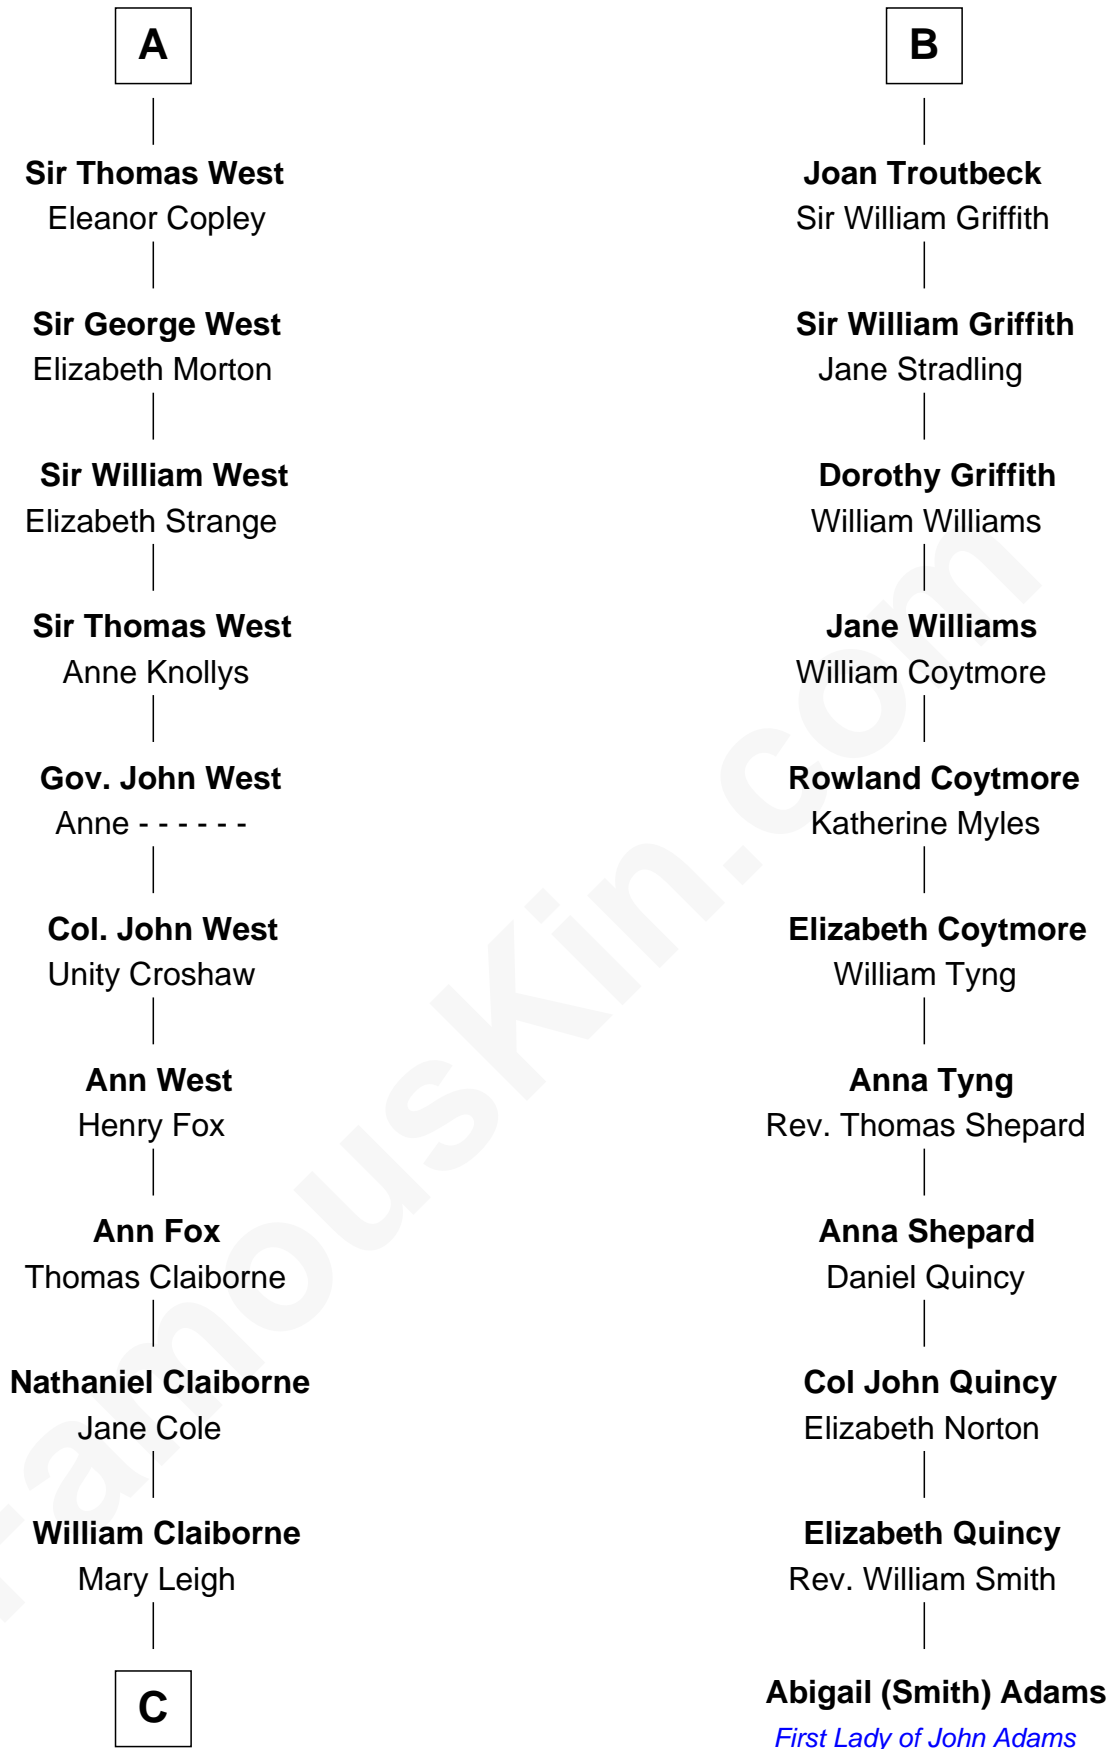 A
Sir Thomas West
Eleanor Copley
Sir George West
Elizabeth Morton
Sir William West
Elizabeth Strange
Sir Thomas West
Anne Knollys
Gov. John West
Anne - - - - - -
Col. John West
Unity Croshaw
Ann West
Henry Fox
Ann Fox
Thomas Claiborne
Nathaniel Claiborne
Jane Cole
William Claiborne
Mary Leigh
C
B
Joan Troutbeck
Sir William Griffith
Sir William Griffith
Jane Stradling
Dorothy Griffith
William Williams
Jane Williams
William Coytmore
Rowland Coytmore
Katherine Myles
Elizabeth Coytmore
William Tyng
Anna Tyng
Rev. Thomas Shepard
Anna Shepard
Daniel Quincy
Col John Quincy
Elizabeth Norton
Elizabeth Quincy
Rev. William Smith
Abigail (Smith) Adams
First Lady of John Adams
FamousKin.com